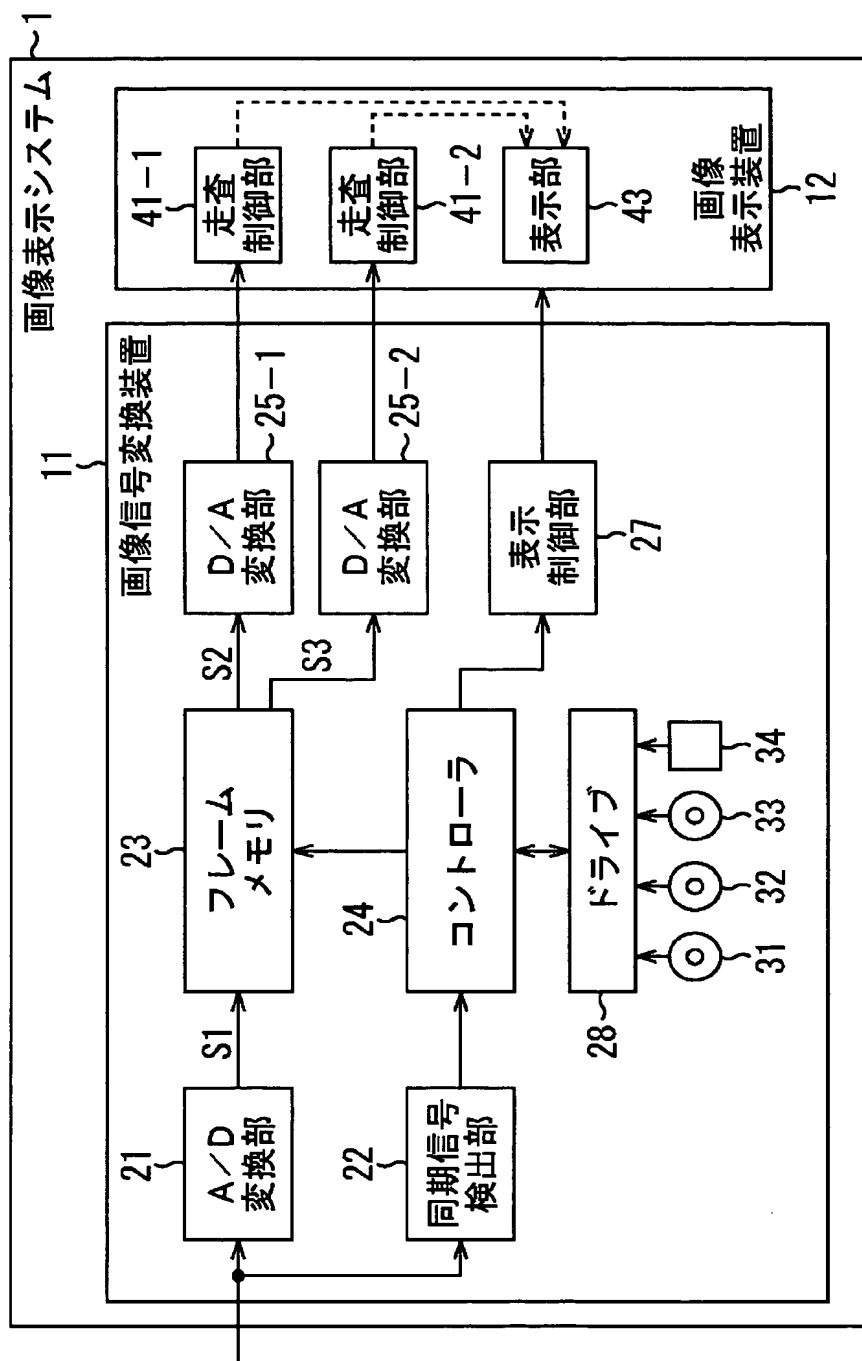 画像表示システム
1
11
画像信号変換装置
21
A/D
変換部
S1
23
フレーム
メモリ
S2
S3
D/A
変換部
25-1
D/A
変換部
25-2
22
同期信号
検出部
24
コントローラ
表示
制御部
27
28
ドライブ
31
32
33
34
41-1
走査
制御部
走査
制御部
41-2
表示部
43
画像
表示装置
12